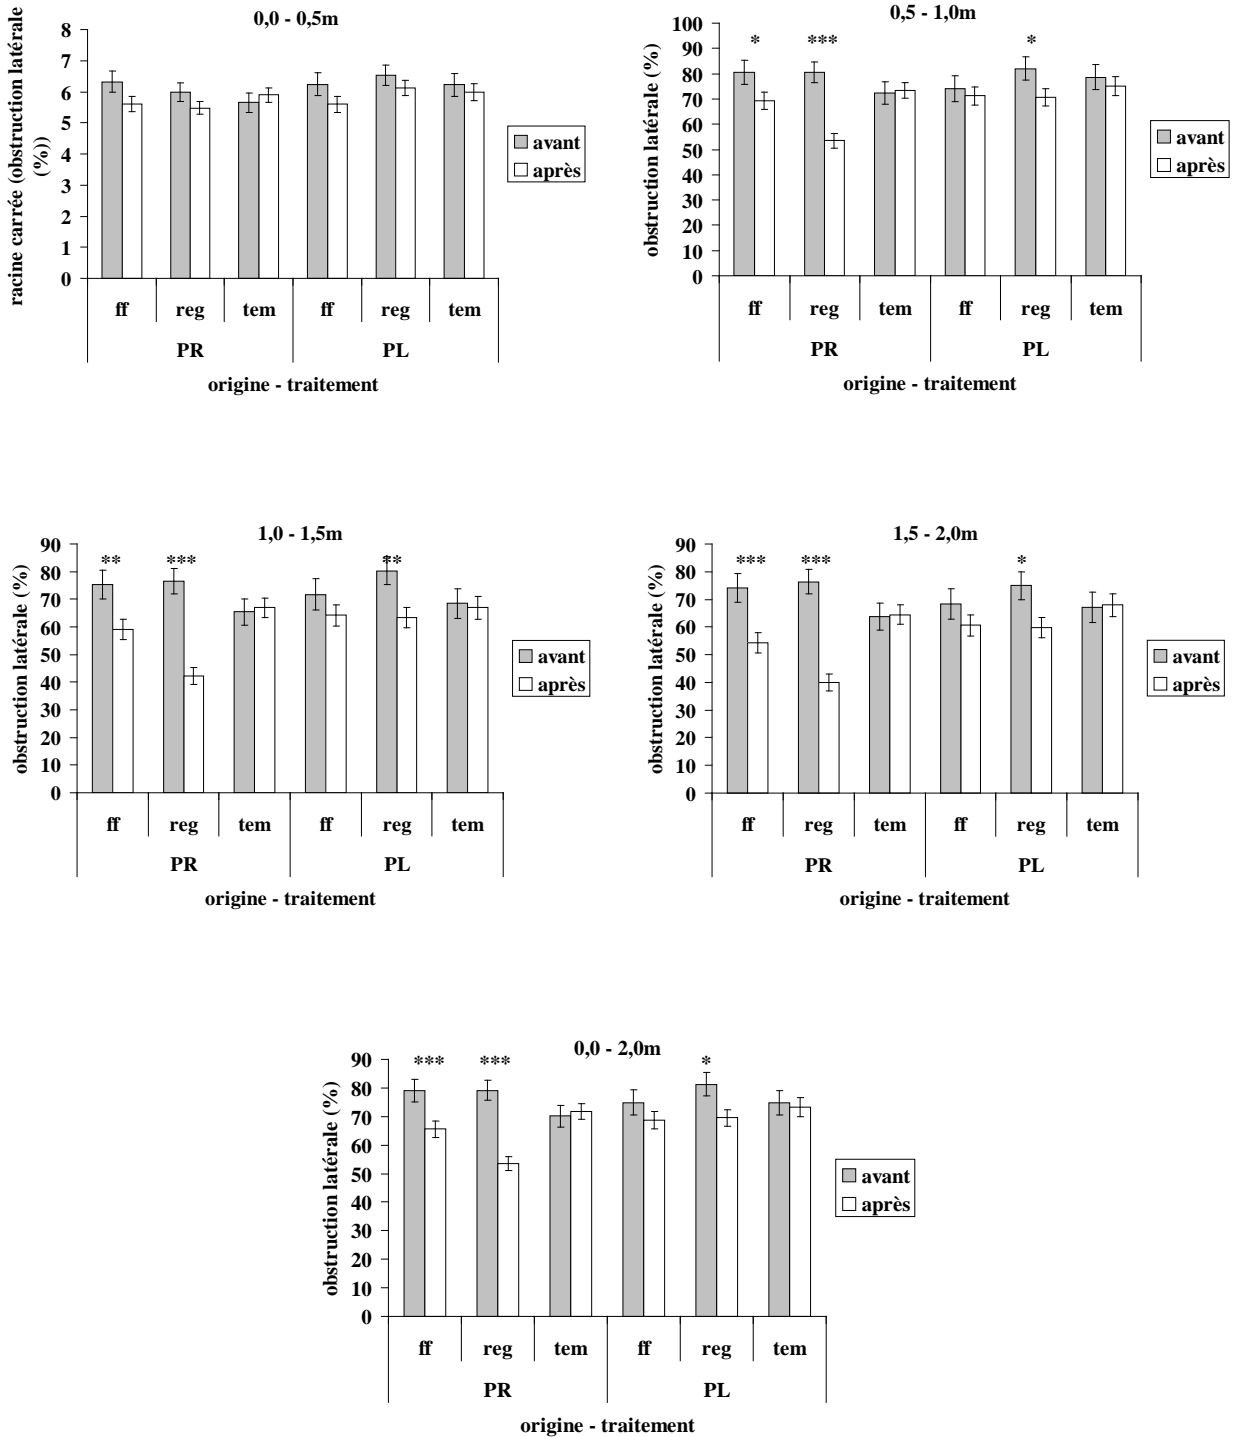 0,0 - 0,5m
racine carrée (obstruction latérale
(%))
8
7
6
5
4
3
2
1
0
ff reg tem ff reg tem
PR PL
origine - traitement
avant
après
0,5 - 1,0m
obstruction latérale (%)
100
90
80
70
60
50
40
30
20
10
0
* *** *
ff reg tem ff reg tem
PR PL
origine - traitement
avant
après
1,0 - 1,5m
obstruction latérale (%)
90
80
70
60
50
40
30
20
10
0
** *** **
ff reg tem ff reg tem
PR PL
origine - traitement
avant
après
1,5 - 2,0m
obstruction latérale (%)
90
80
70
60
50
40
30
20
10
0
*** *** *
ff reg tem ff reg tem
PR PL
origine - traitement
avant
après
0,0 - 2,0m
obstruction latérale (%)
90
80
70
60
50
40
30
20
10
0
*** *** *
ff reg tem ff reg tem
PR PL
origine - traitement
avant
après